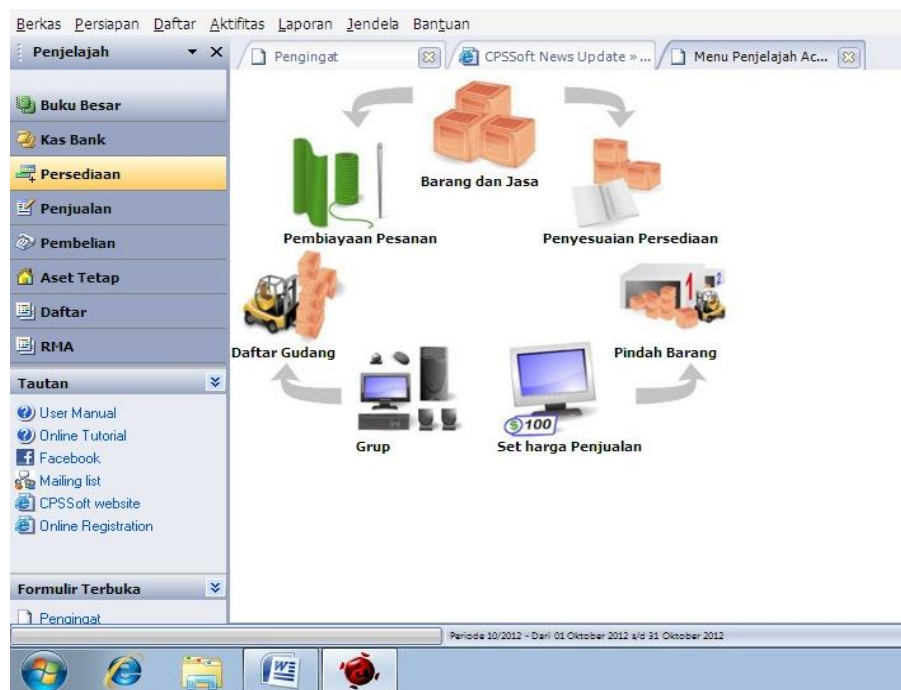 Berkas Persiapan Daftar Aktifitas Laporan Jendela Bantuan
Penjelajah
Pengingat
CPSSoft News Update » ...
Menu Penjelajah Ac...
Buku Besar
Kas Bank
Persediaan
Penjualan
Pembelian
Aset Tetap
Daftar
RMA
Tautan
User Manual
Online Tutorial
Facebook
Mailing list
CPSSoft website
Online Registration
Formulir Terbuka
Pengingat
Barang dan Jasa
Pembiayaan Pesanan
Penyesuaian Persediaan
1
2
Daftar Gudang
Pindah Barang
$100
Grup
Set harga Penjualan
Periode 10/2012 - Dari 01 Oktober 2012 s/d 31 Oktober 2012